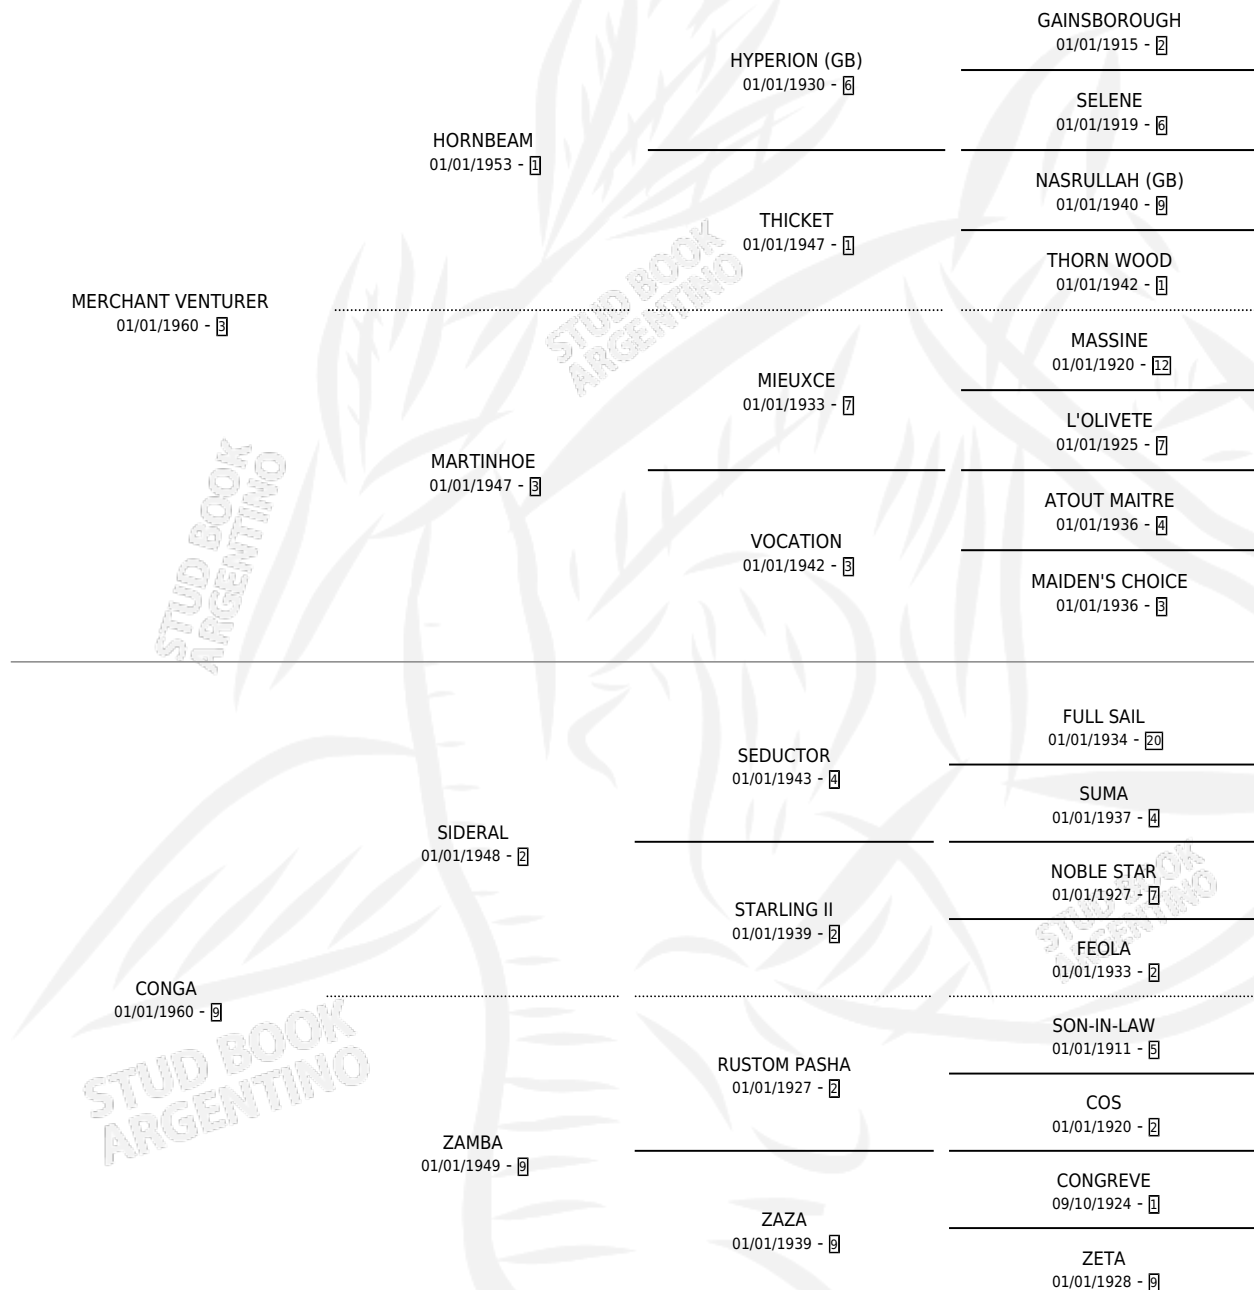 GAINSBOROUGH
01/01/1915 - 2
HYPERION (GB)
01/01/1930 - 6
SELENE
01/01/1919 - 6
HORNBEAM
01/01/1953 - 1
NASRULLAH (GB)
01/01/1940 - 9
THICKET
01/01/1947 - 1
THORN WOOD
01/01/1942 - 1
MERCHANT VENTURER
01/01/1960 - 3
MASSINE
01/01/1920 - 12
MIEUXCE
01/01/1933 - 7
L'OLIVETE
01/01/1925 - 7
MARTINHOE
01/01/1947 - 3
ATOUT MAITRE
01/01/1936 - 4
VOCATION
01/01/1942 - 3
MAIDEN'S CHOICE
01/01/1936 - 3
FULL SAIL
01/01/1934 - 20
SEDUCTOR
01/01/1943 - 4
SUMA
01/01/1937 - 4
SIDERAL
01/01/1948 - 2
NOBLE STAR
01/01/1927 - 7
STARLING II
01/01/1939 - 2
FEOLA
01/01/1933 - 2
CONGA
01/01/1960 - 9
SON-IN-LAW
01/01/1911 - 5
RUSTOM PASHA
01/01/1927 - 2
COS
01/01/1920 - 2
ZAMBA
01/01/1949 - 9
CONGREVE
09/10/1924 - 1
ZAZA
01/01/1939 - 9
ZETA
01/01/1928 - 9
STUD BOOK
ARGENTINO
STUD BOOK
ARGENTINO
STUD BOOK
ARGENTINO
STUD BOOK
ARGENTINO